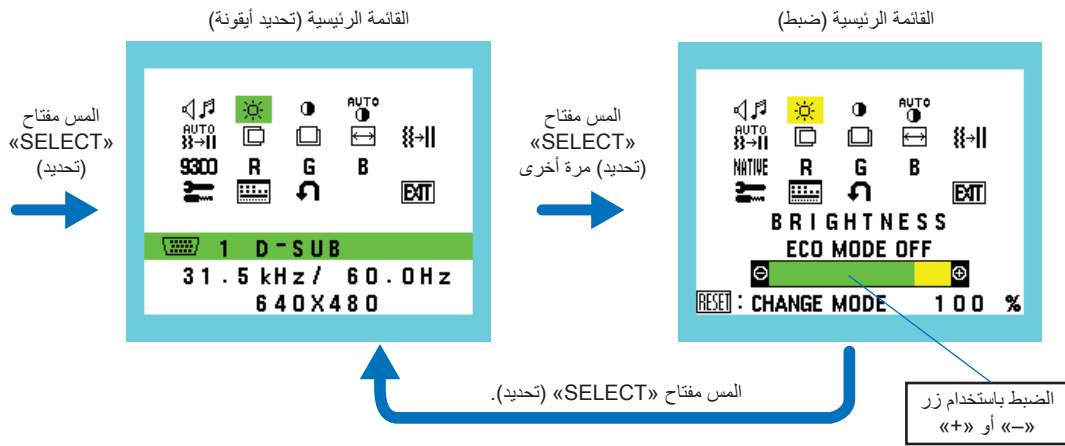 القائمة الرئيسية (تحديد أيقونة)
القائمة الرئيسية (ضبط)
المس مفتاح
«SELECT»
(تحديد)
AUTO
AUTO
9300 R G B
EXIT
1 D-SUB
31.5 kHz/ 60.0Hz
640X480
المس مفتاح
«SELECT»
(تحديد) مرة أخرى
AUTO
AUTO
NATIVE R G B
EXIT
BRIGHTNESS
ECO MODE OFF
RESET : CHANGE MODE 100 %
المس مفتاح «SELECT» (تحديد).
الضبط باستخدام زر
«–» أو «+»